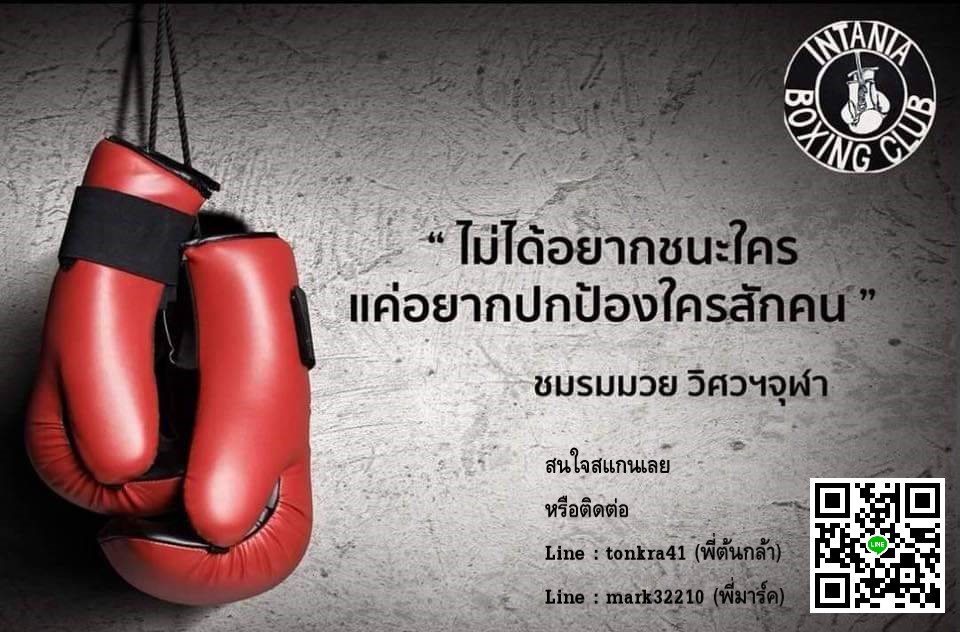 INTANIA
BOXING CLUB
“ ไม่ได้อยากชนะใคร
แค่อยากปกป้องใครสักคน ”
ชมรมมวย วิศวฯจุฬา
สนใจสแกนเลย
หรือติดต่อ
Line : tonkra41 (พี่ต้นกล้า)
Line : mark32210 (พี่มาร์ค)
LINE